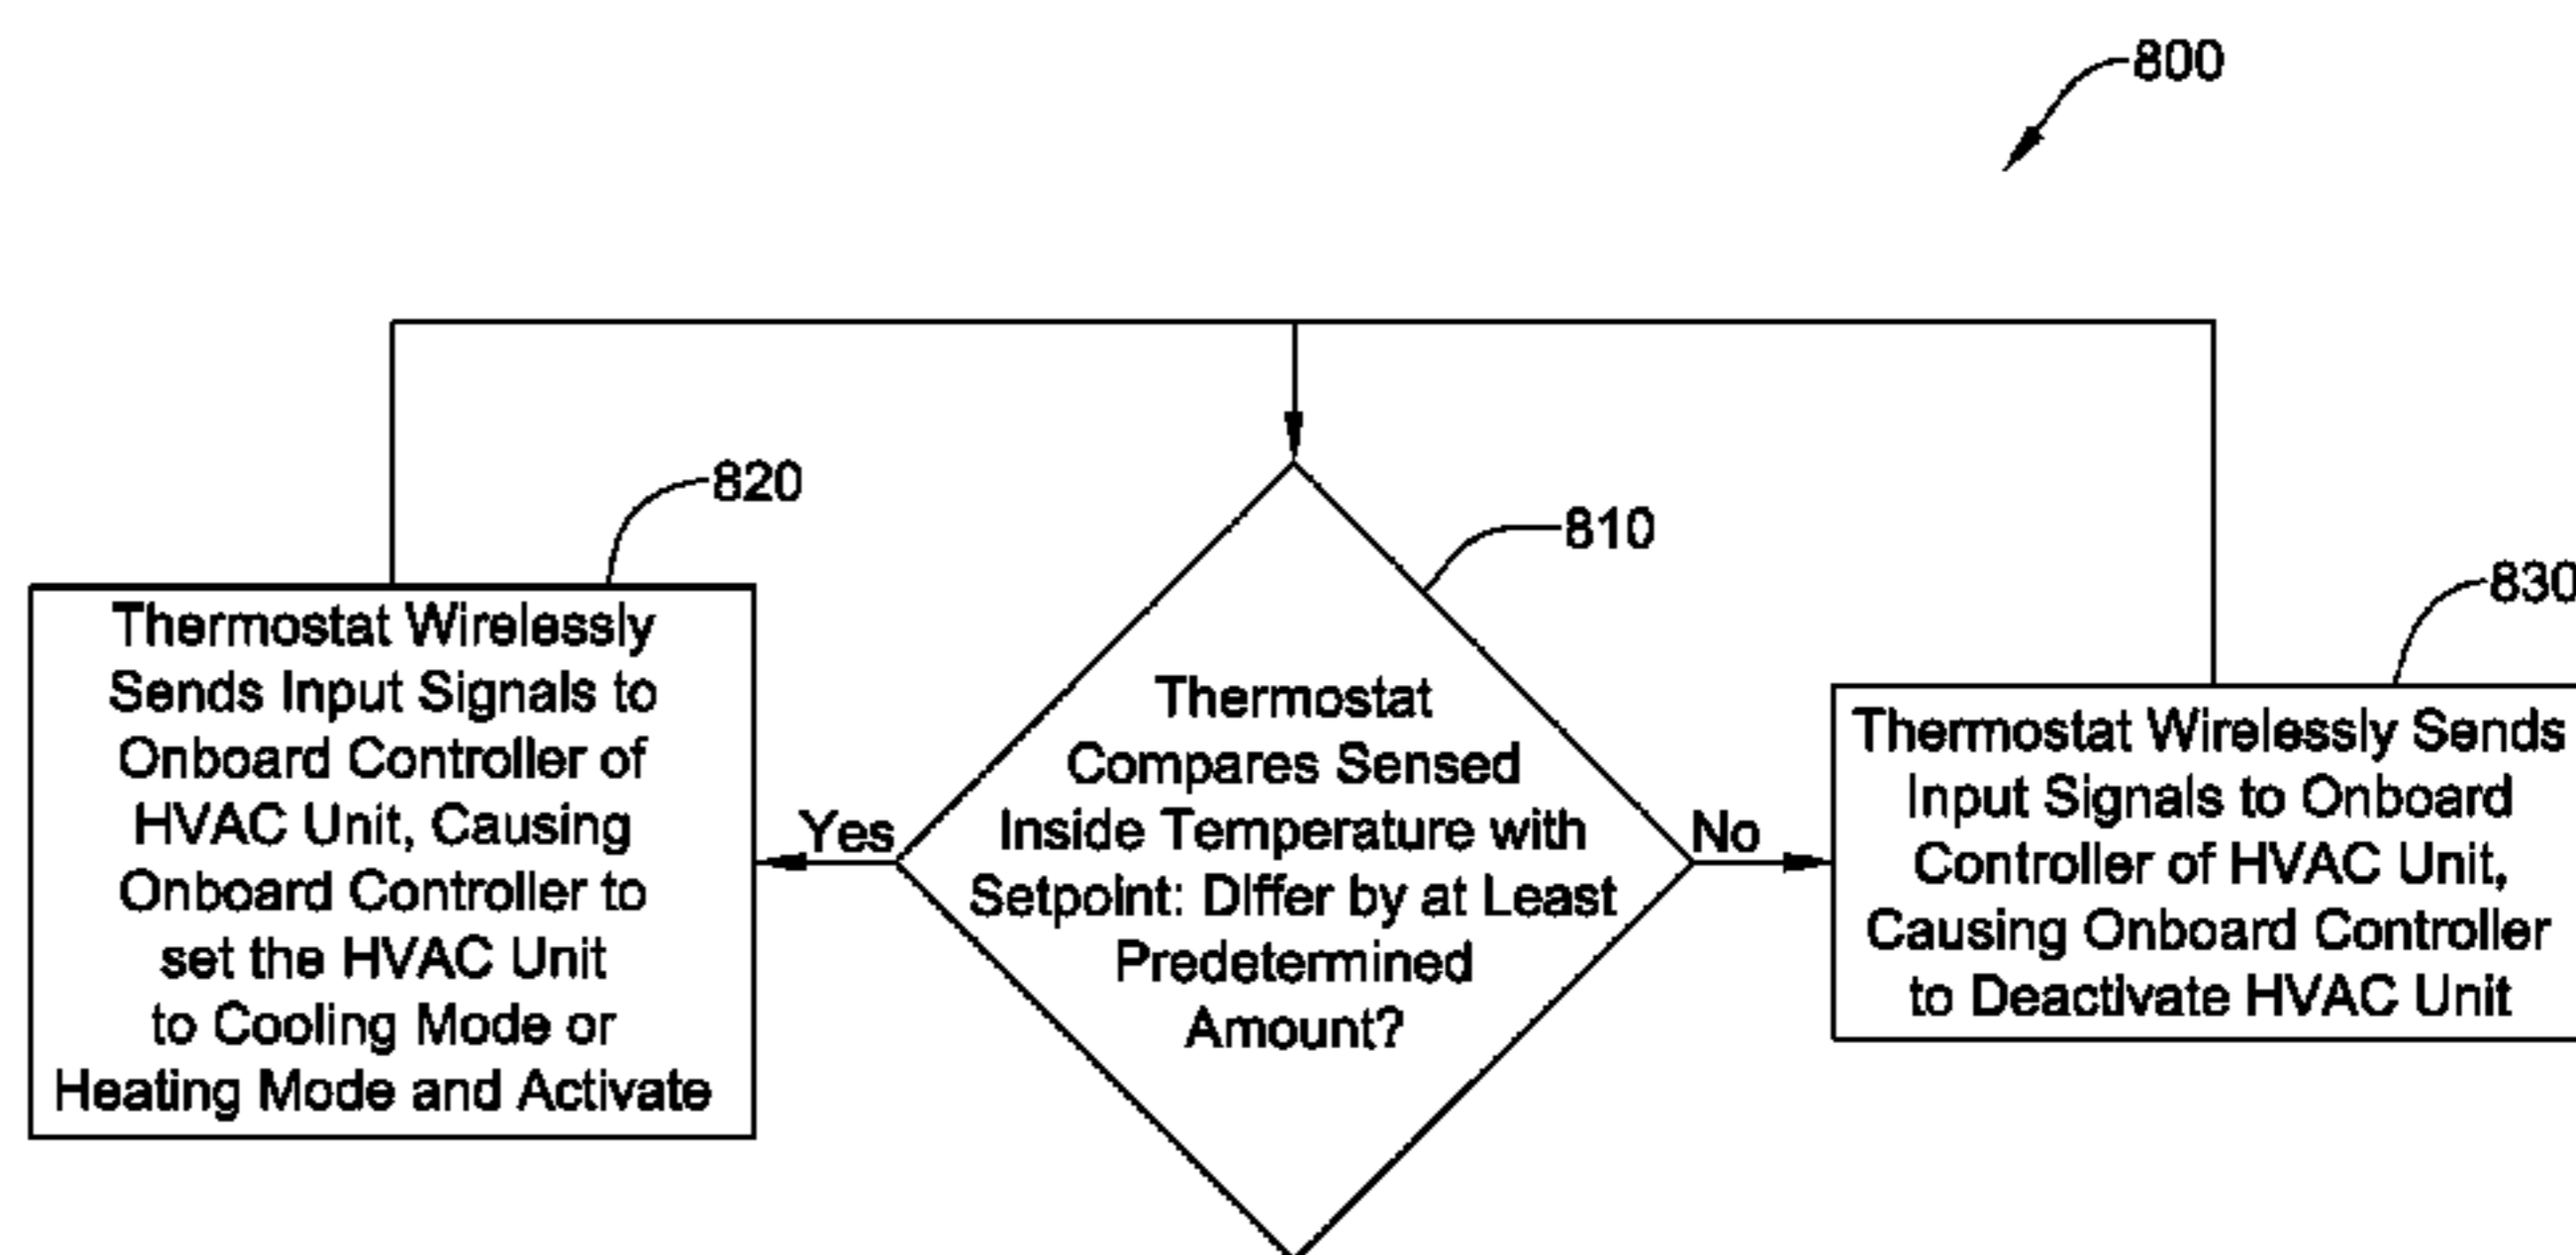 800
820
810
830
Thermostat Wirelessly
Sends Input Signals to
Onboard Controller of
HVAC Unit, Causing
Onboard Controller to
set the HVAC Unit
to Cooling Mode or
Heating Mode and Activate
Yes
Thermostat
Compares Sensed
Inside Temperature with
Setpoint: Differ by at Least
Predetermined
Amount?
No
Thermostat Wirelessly Sends
Input Signals to Onboard
Controller of HVAC Unit,
Causing Onboard Controller
to Deactivate HVAC Unit